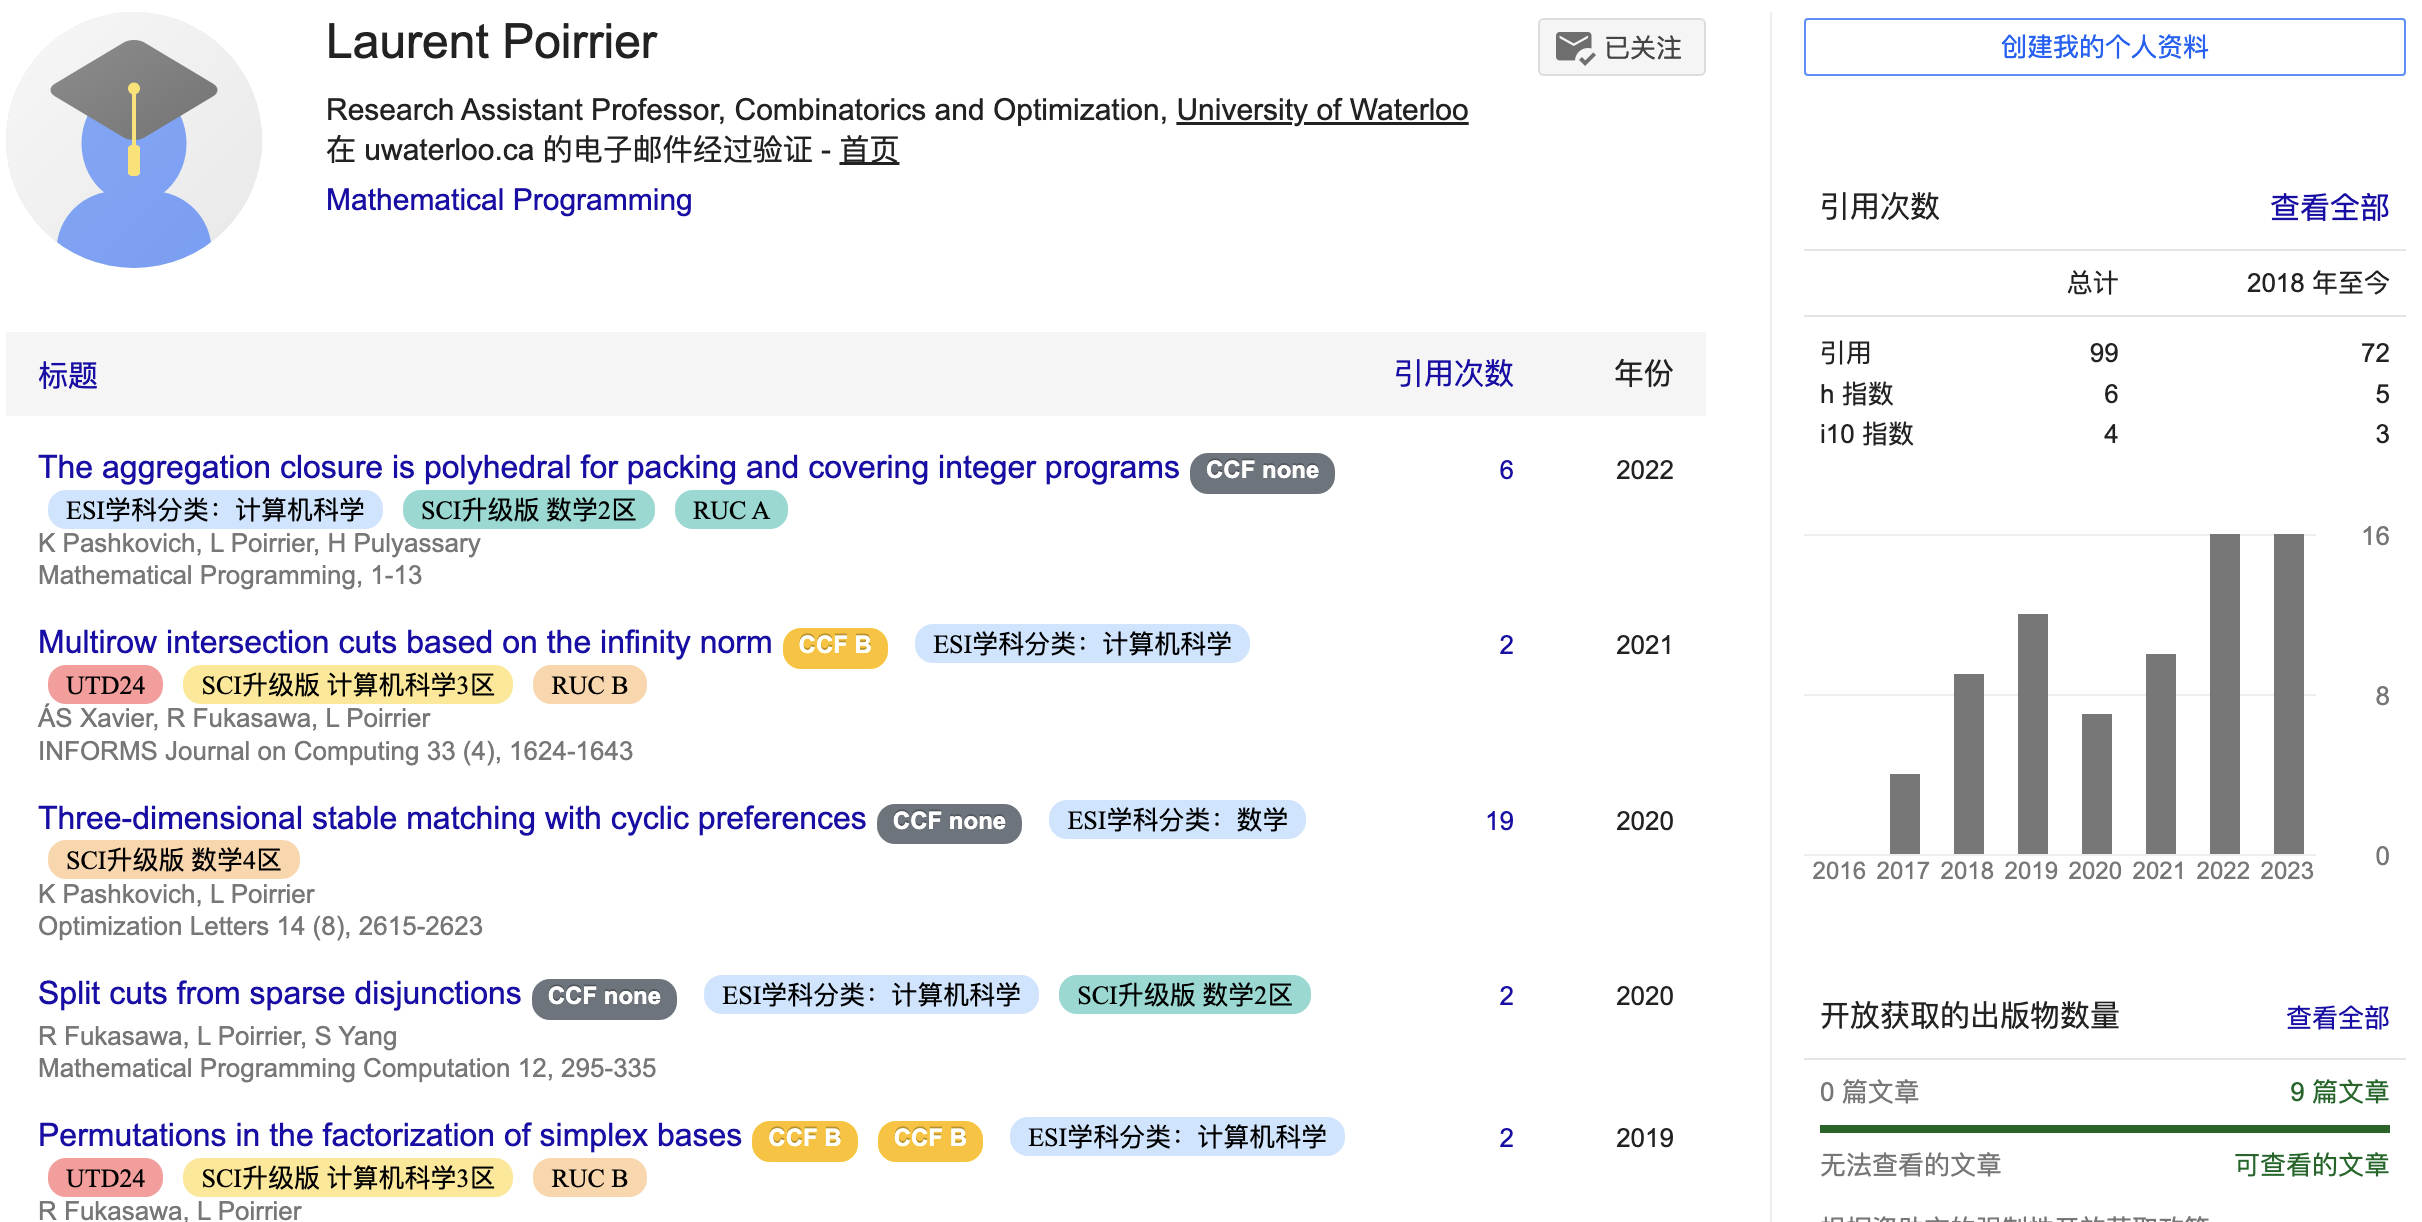 Laurent Poirrier
已关注
Research Assistant Professor, Combinatorics and Optimization, University of Waterloo
在 uwaterloo.ca 的电子邮件经过验证 - 首页
Mathematical Programming
标题 引用次数 年份
The aggregation closure is polyhedral for packing and covering integer programs CCF none 6 2022
ESI学科分类：计算机科学 SCI升级版 数学2区 RUC A
K Pashkovich, L Poirrier, H Pulyassary
Mathematical Programming, 1-13
Multirow intersection cuts based on the infinity norm CCF B ESI学科分类：计算机科学 2 2021
UTD24 SCI升级版 计算机科学3区 RUC B
ÁS Xavier, R Fukasawa, L Poirrier
INFORMS Journal on Computing 33 (4), 1624-1643
Three-dimensional stable matching with cyclic preferences CCF none ESI学科分类：数学 19 2020
SCI升级版 数学4区
K Pashkovich, L Poirrier
Optimization Letters 14 (8), 2615-2623
Split cuts from sparse disjunctions CCF none ESI学科分类：计算机科学 SCI升级版 数学2区 2 2020
R Fukasawa, L Poirrier, S Yang
Mathematical Programming Computation 12, 295-335
Permutations in the factorization of simplex bases CCF B CCF B ESI学科分类：计算机科学 2 2019
UTD24 SCI升级版 计算机科学3区 RUC B
R Fukasawa, L Poirrier
创建我的个人资料
引用次数 查看全部
总计 2018 年至今
引用 99 72
h 指数 6 5
i10 指数 4 3
16
8
0
2016 2017 2018 2019 2020 2021 2022 2023
开放获取的出版物数量 查看全部
0 篇文章 9 篇文章
无法查看的文章 可查看的文章